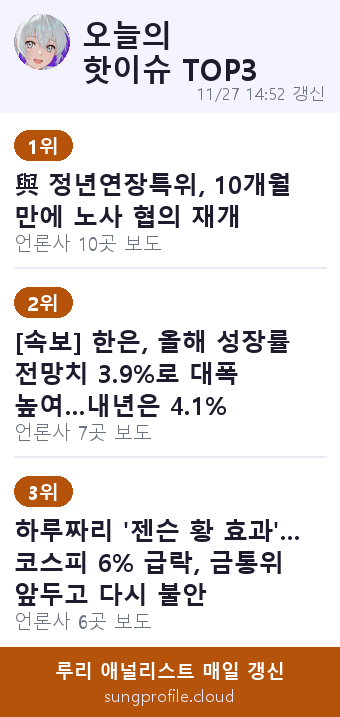 오늘의
핫이슈 TOP3
11/27 14:52 갱신
1위
與 정년연장특위, 10개월
만에 노사 협의 재개
언론사 10곳 보도
2위
[속보] 한은, 올해 성장률
전망치 3.9%로 대폭
높여…내년은 4.1%
언론사 7곳 보도
3위
하루짜리 '젠슨 황 효과'…
코스피 6% 급락, 금통위
앞두고 다시 불안
언론사 6곳 보도
루리 애널리스트 매일 갱신
sungprofile.cloud